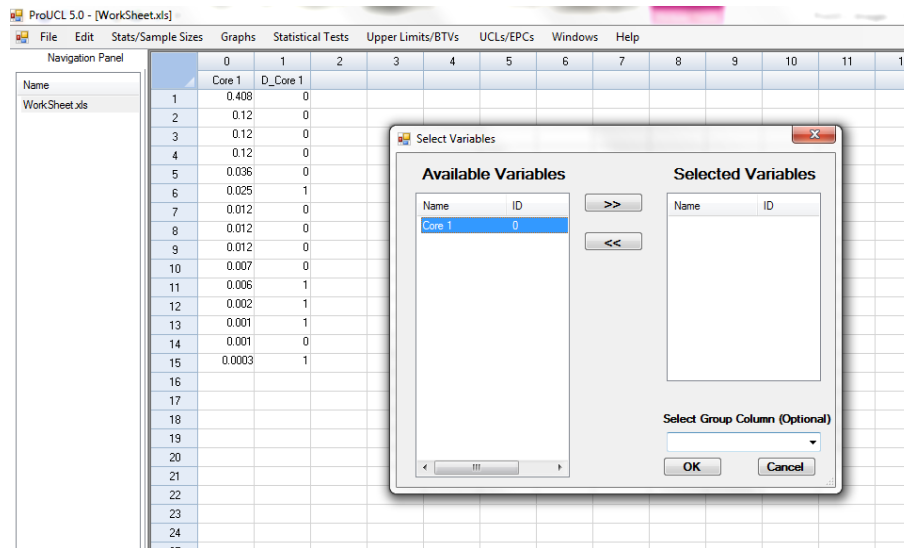 ProUCL 5.0 - [WorkSheet.xls]
File Edit Stats/Sample Sizes Graphs Statistical Tests Upper Limits/BTVs UCLs/EPCs Windows Help
Navigation Panel
Name
WorkSheet.xls
0 1 2 3 4 5 6 7 8 9 10 11 1
Core 1 D_Core 1
1 0.408 0
2 0.12 0
3 0.12 0
4 0.12 0
5 0.036 0
6 0.025 1
7 0.012 0
8 0.012 0
9 0.012 0
10 0.007 0
11 0.006 1
12 0.002 1
13 0.001 1
14 0.001 0
15 0.0003 1
16
17
18
19
20
21
22
23
24
Select Variables
Available Variables
Name ID
Core 1 0
>>
<<
Selected Variables
Name ID
Select Group Column (Optional)
OK Cancel